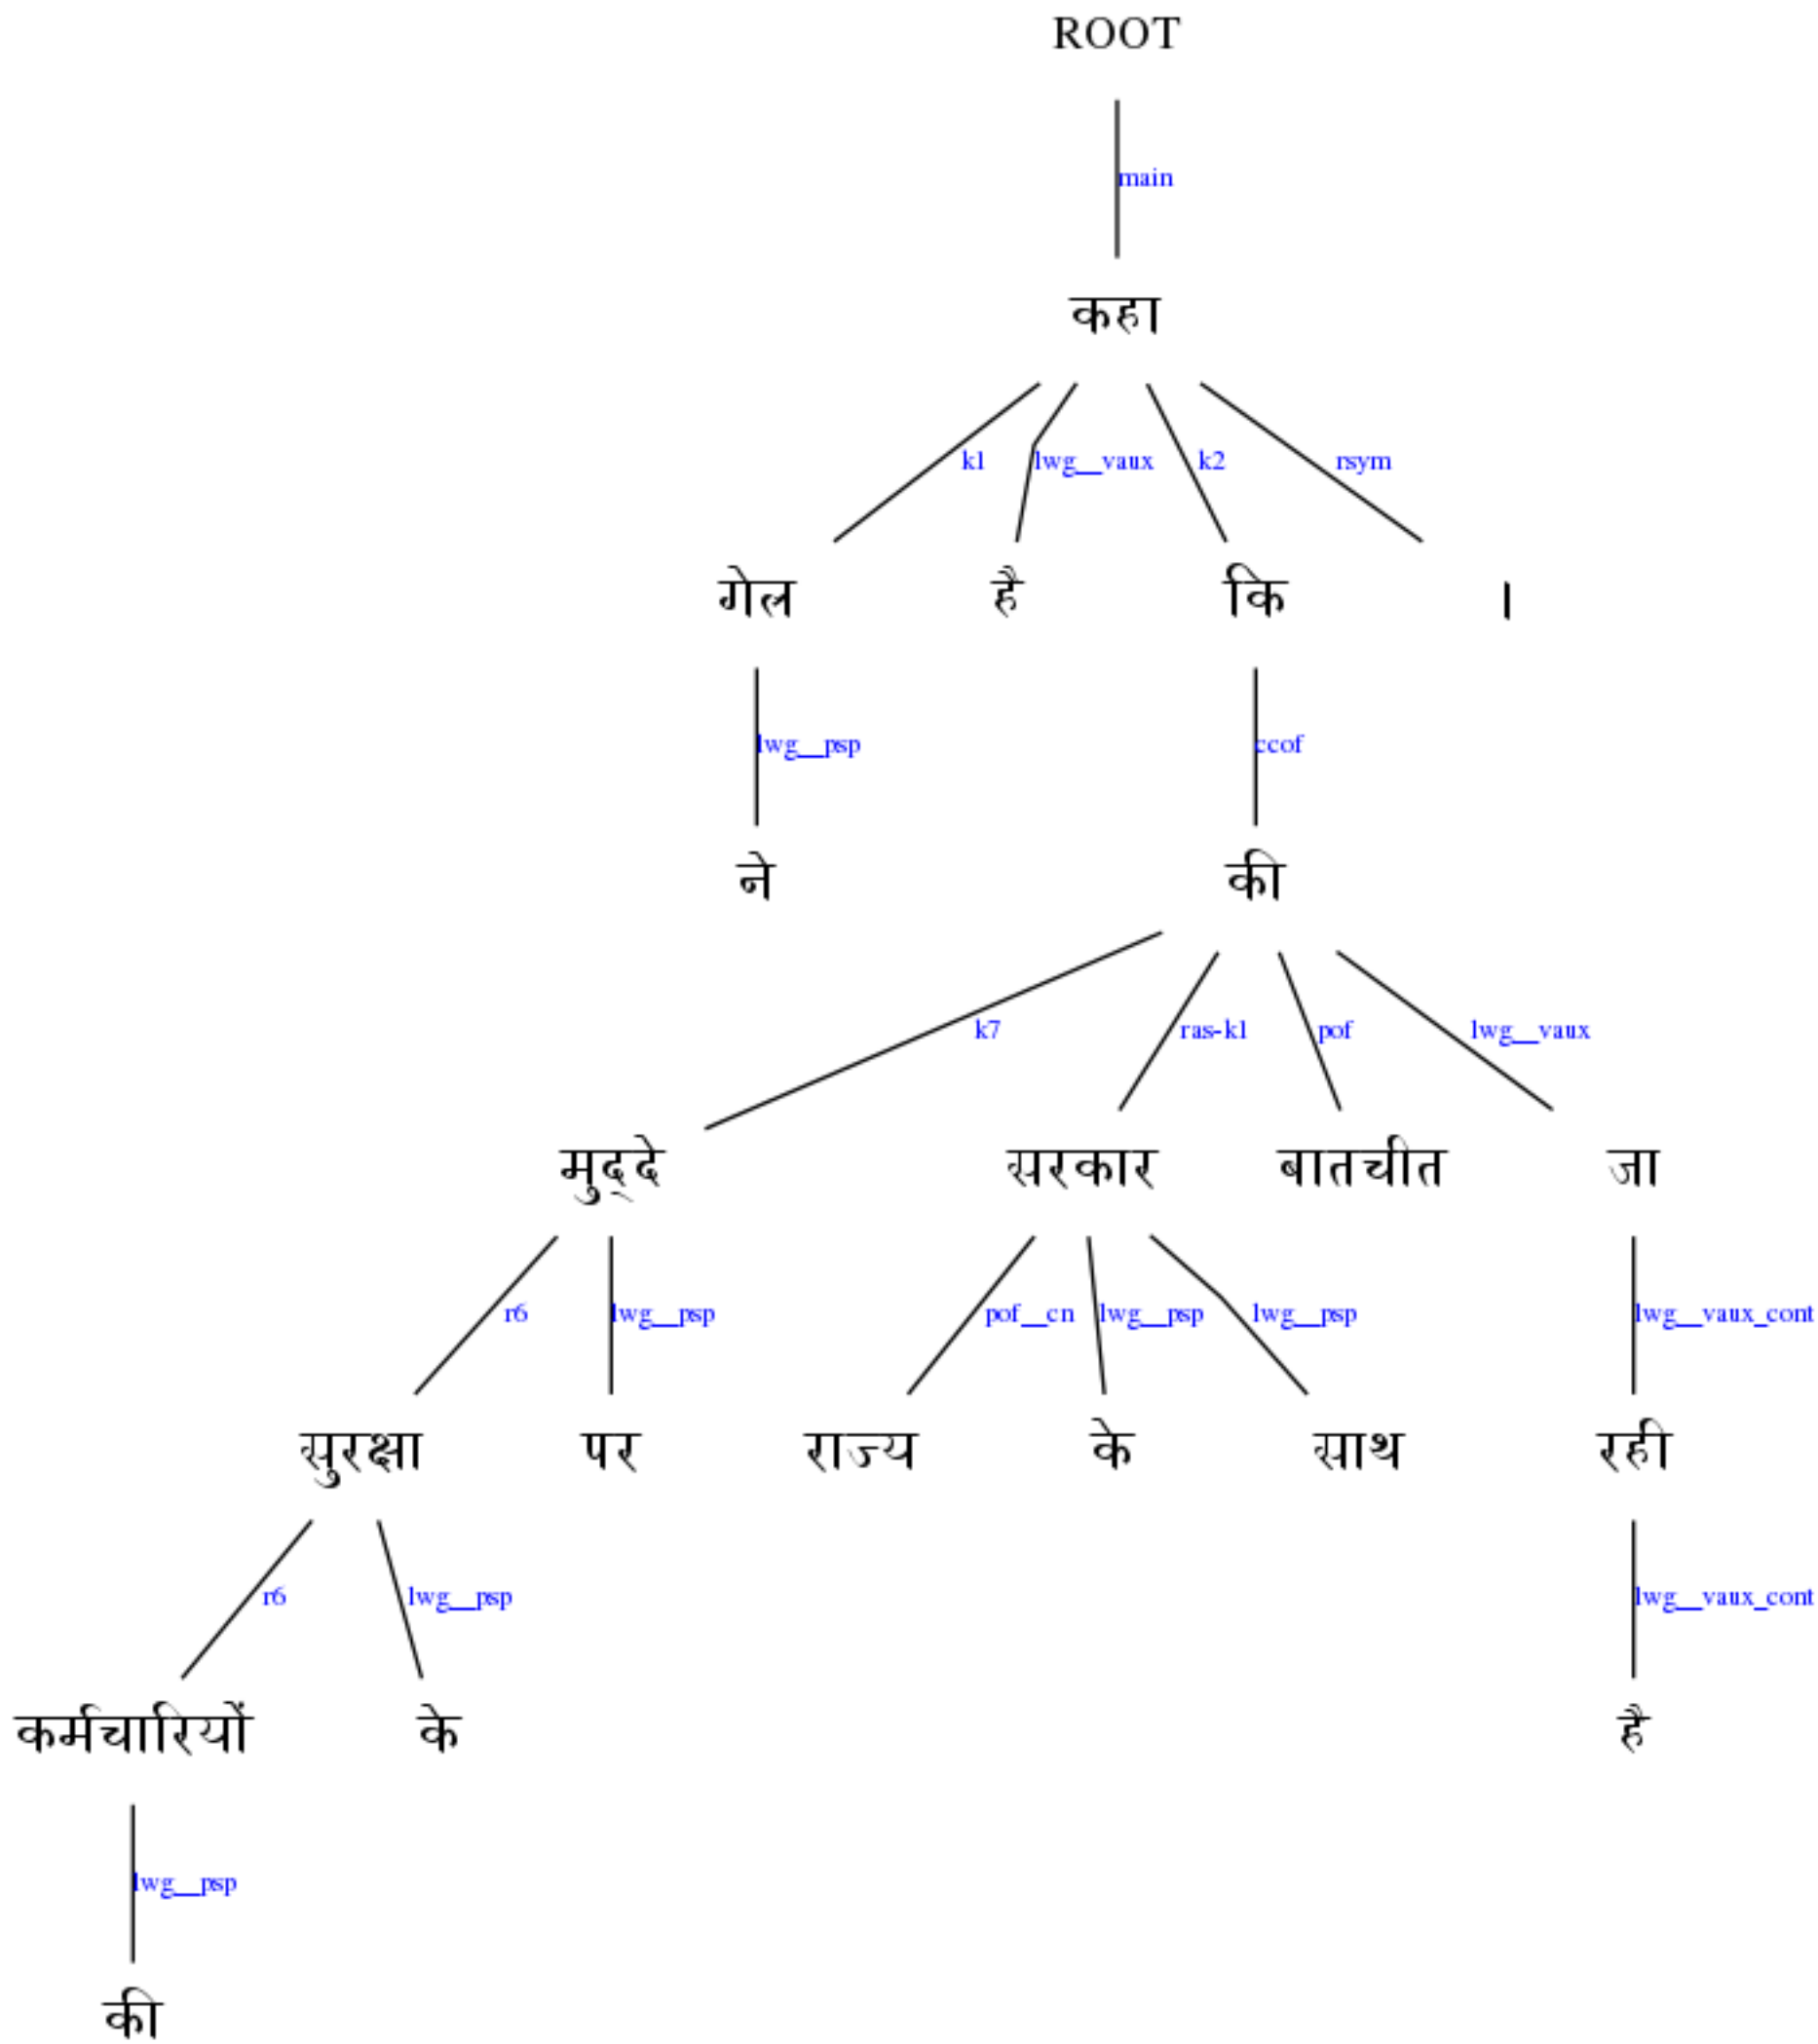 ROOT
main
कहा
k1 lwg__vaux k2 rsym
गेल है कि ।
lwg__psp ccof
ने की
k7 ras-k1 pof lwg__vaux
मुद्‌दे सरकार बातचीत जा
r6 lwg__psp pof__cn lwg__psp lwg__psp lwg__vaux_cont
सुरक्षा पर राज्य के साथ रही
r6 lwg__psp lwg__vaux_cont
कर्मचारियों के है
lwg__psp
की